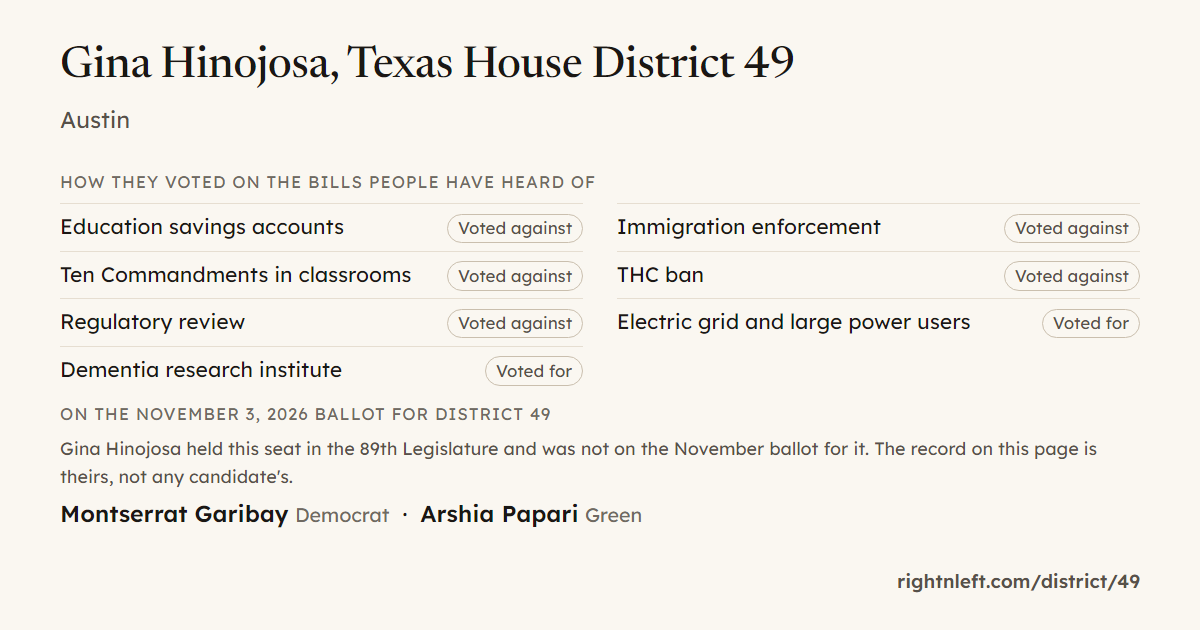 Gina Hinojosa, Texas House District 49
Austin
HOW THEY VOTED ON THE BILLS PEOPLE HAVE HEARD OF
Education savings accounts Voted against
Immigration enforcement Voted against
Ten Commandments in classrooms Voted against
THC ban Voted against
Regulatory review Voted against
Electric grid and large power users Voted for
Dementia research institute Voted for
ON THE NOVEMBER 3, 2026 BALLOT FOR DISTRICT 49
Gina Hinojosa held this seat in the 89th Legislature and was not on the November ballot for it. The record on this page is
theirs, not any candidate's.
Montserrat Garibay Democrat · Arshia Papari Green
rightnleft.com/district/49